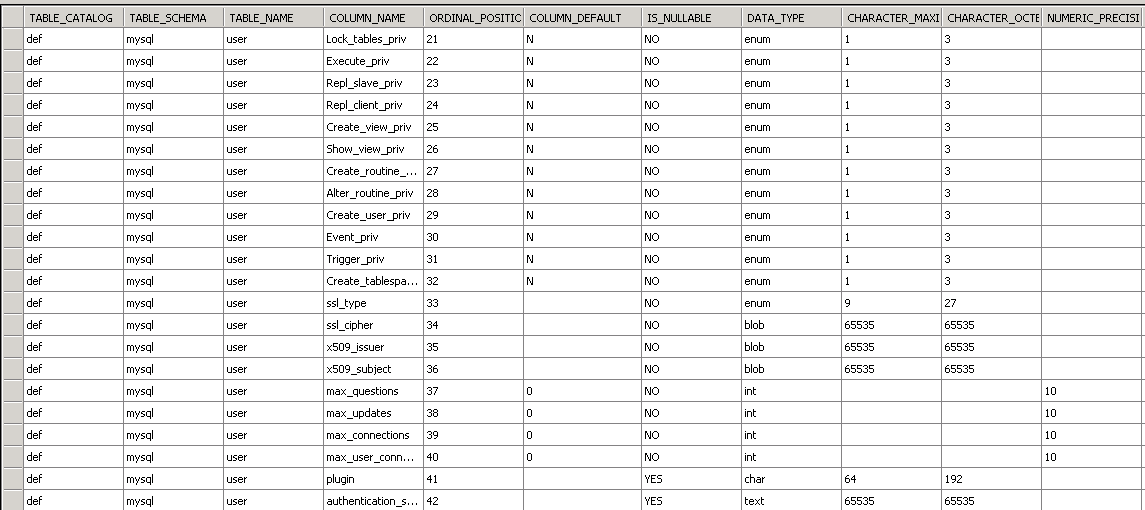 TABLE_CATALOG TABLE_SCHEMA TABLE_NAME COLUMN_NAME ORDINAL_POSITIC COLUMN_DEFAULT IS_NULLABLE DATA_TYPE CHARACTER_MAXI CHARACTER_OCTE NUMERIC_PRECISI
def mysql user Lock_tables_priv 21 N NO enum 1 3
def mysql user Execute_priv 22 N NO enum 1 3
def mysql user Repl_slave_priv 23 N NO enum 1 3
def mysql user Repl_client_priv 24 N NO enum 1 3
def mysql user Create_view_priv 25 N NO enum 1 3
def mysql user Show_view_priv 26 N NO enum 1 3
def mysql user Create_routine_... 27 N NO enum 1 3
def mysql user Alter_routine_priv 28 N NO enum 1 3
def mysql user Create_user_priv 29 N NO enum 1 3
def mysql user Event_priv 30 N NO enum 1 3
def mysql user Trigger_priv 31 N NO enum 1 3
def mysql user Create_tablespa... 32 N NO enum 1 3
def mysql user ssl_type 33 NO enum 9 27
def mysql user ssl_cipher 34 NO blob 65535 65535
def mysql user x509_issuer 35 NO blob 65535 65535
def mysql user x509_subject 36 NO blob 65535 65535
def mysql user max_questions 37 0 NO int 10
def mysql user max_updates 38 0 NO int 10
def mysql user max_connections 39 0 NO int 10
def mysql user max_user_conn... 40 0 NO int 10
def mysql user plugin 41 YES char 64 192
def mysql user authentication_s... 42 YES text 65535 65535